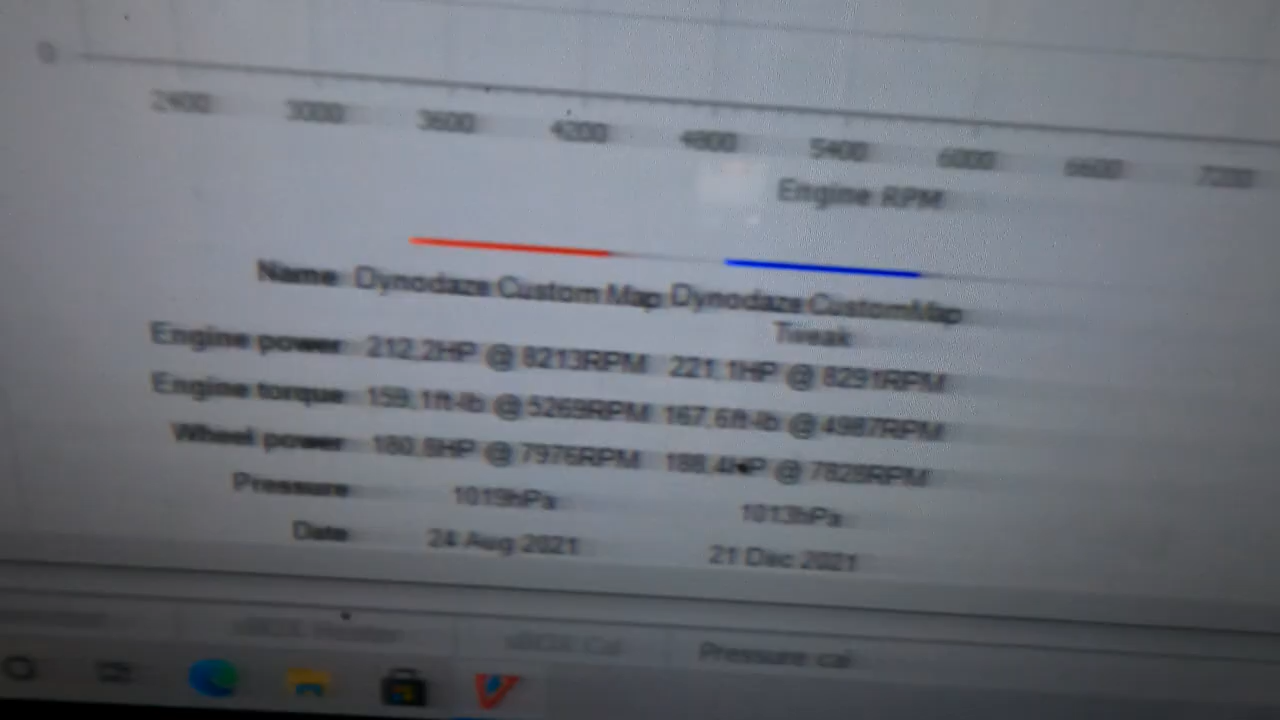 0
2400 3000 3600 4200 4800 5400 6000 6600 7200
Engine RPM
Name Dynodaze Custom Map Dynodaze CustomMap
Tweak
Engine power 212.2HP @ 8213RPM 221.1HP @ 8291RPM
Engine torque 159.1ft-lb @ 5269RPM 167.6ft-lb @ 4987RPM
Wheel power 180.8HP @ 7976RPM 188.4HP @ 7828RPM
Pressure 1019hPa 1013hPa
Date 24 Aug 2021 21 Dec 2021
Pressure cal